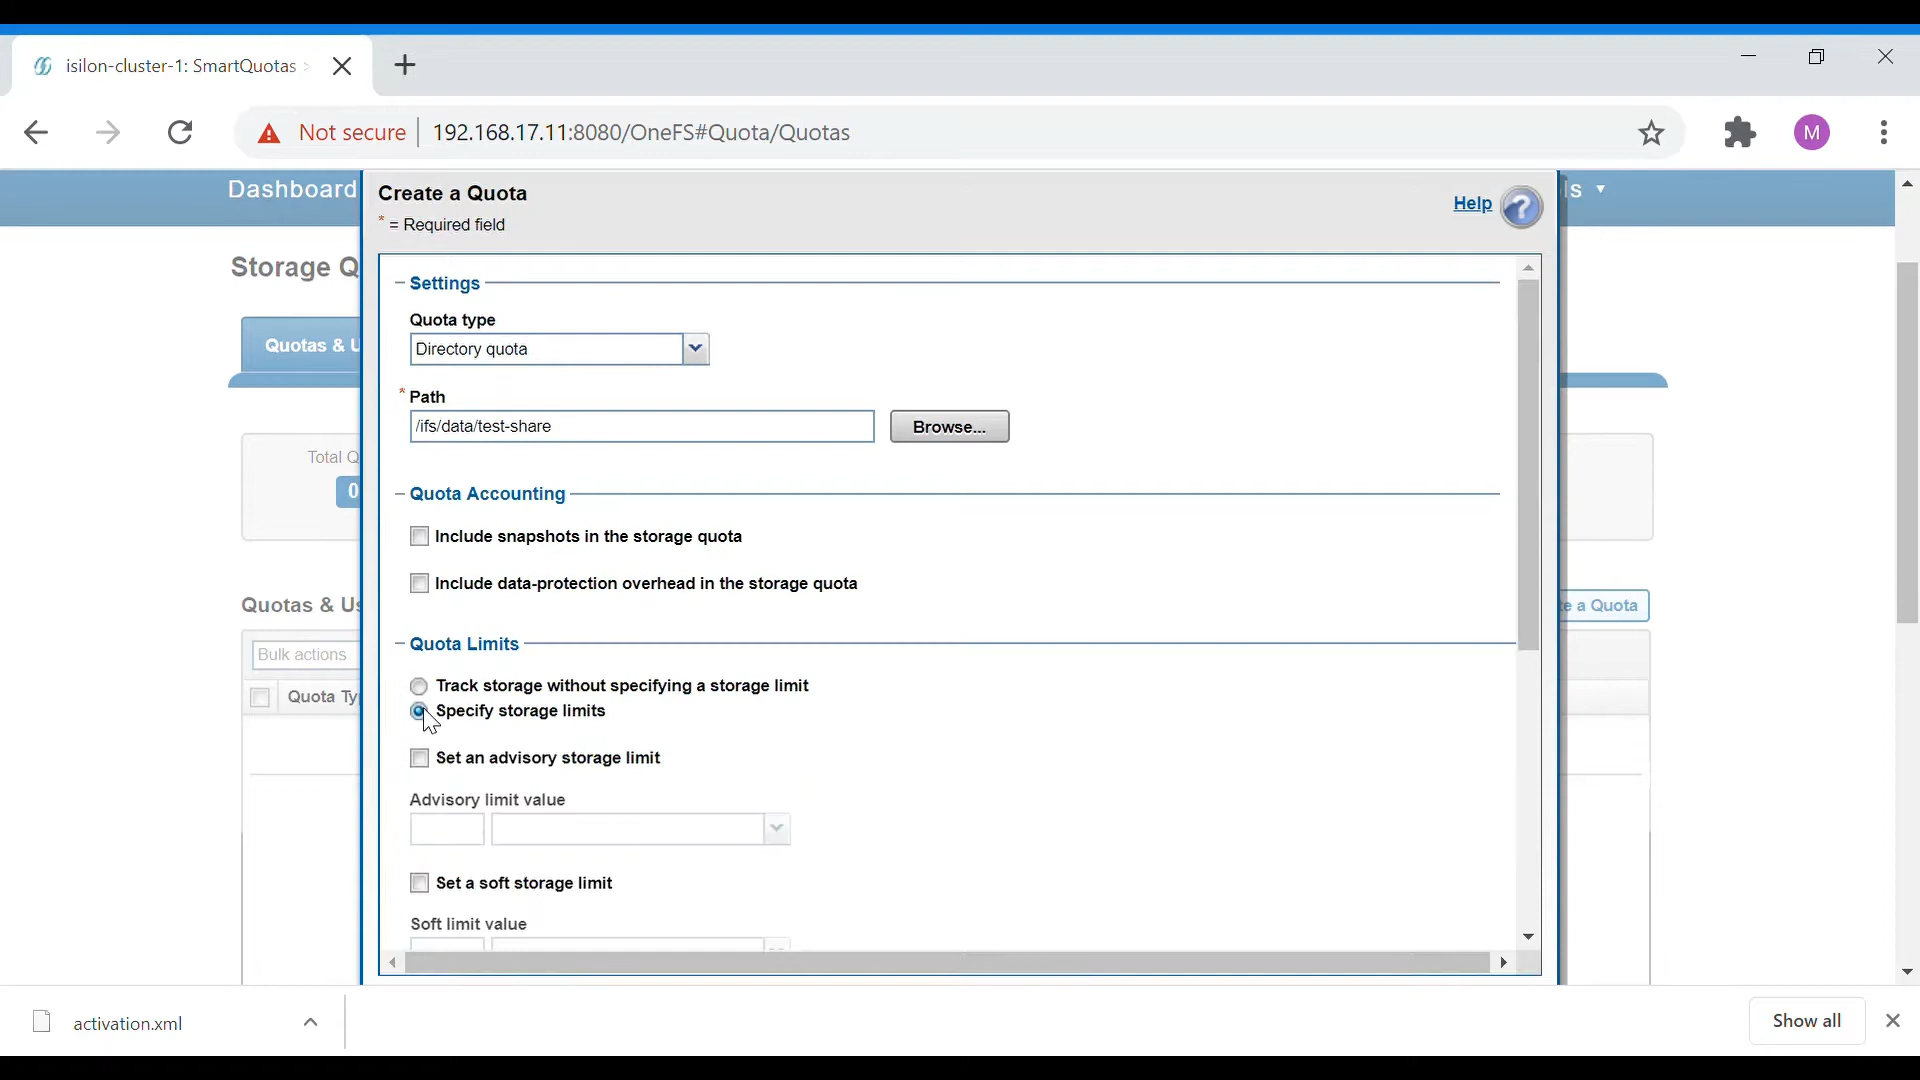 isilon-cluster-1: SmartQuotas >
Not secure 192.168.17.11:8080/OneFS#Quota/Quotas
M
Dashboard
ls
Create a Quota
* = Required field
Help
?
Storage Q
Settings
Quota type
Directory quota
Quotas & U
* Path
/ifs/data/test-share
Browse...
Total Q
0
Quota Accounting
Include snapshots in the storage quota
Include data-protection overhead in the storage quota
Quotas & Us
te a Quota
Quota Limits
Bulk actions
Track storage without specifying a storage limit
Quota Typ
Specify storage limits
Set an advisory storage limit
Advisory limit value
Set a soft storage limit
Soft limit value
activation.xml
Show all